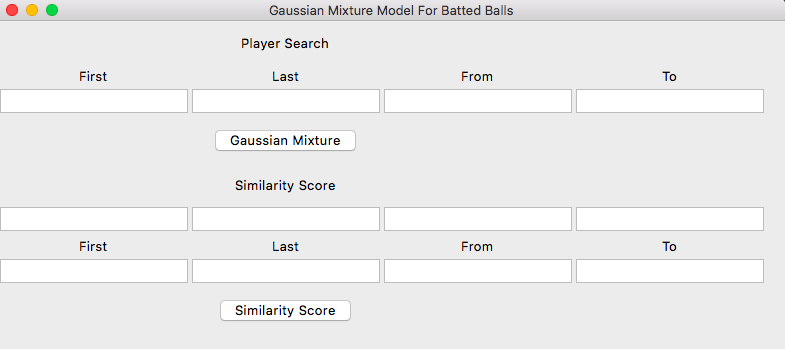 Gaussian Mixture Model For Batted Balls
Player Search
First Last From To
Gaussian Mixture
Similarity Score
First Last From To
Similarity Score